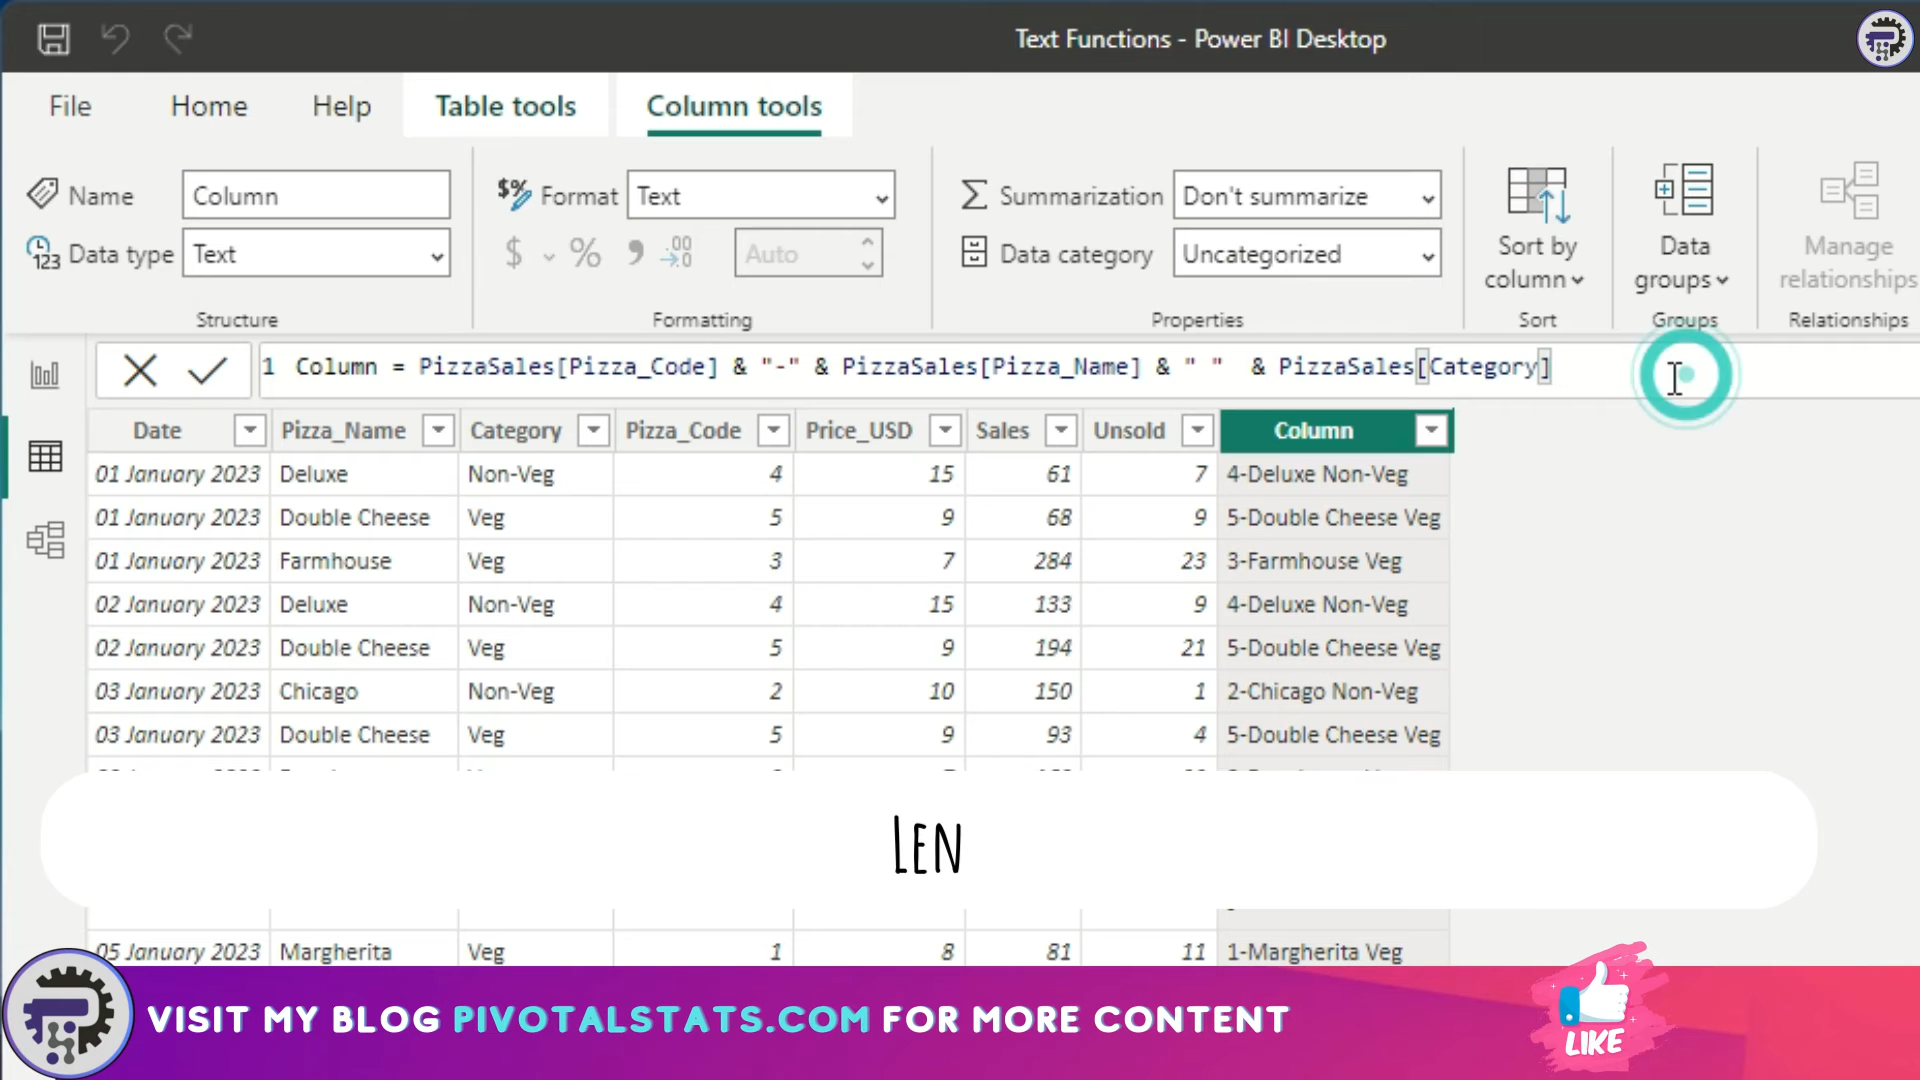 Text Functions - Power BI Desktop
File Home Help Table tools Column tools
Name Column $% Format Text Summarization Don't summarize
Data type Text $ % , .00 →0 Auto Data category Uncategorized
Sort by column Data groups Manage relationships
Structure Formatting Properties Sort Groups Relationships
1 Column = PizzaSales[Pizza_Code] & "-" & PizzaSales[Pizza_Name] & " " & PizzaSales[Category]
Date Pizza_Name Category Pizza_Code Price_USD Sales Unsold Column
01 January 2023 Deluxe Non-Veg 4 15 61 7 4-Deluxe Non-Veg
01 January 2023 Double Cheese Veg 5 9 68 9 5-Double Cheese Veg
01 January 2023 Farmhouse Veg 3 7 284 23 3-Farmhouse Veg
02 January 2023 Deluxe Non-Veg 4 15 133 9 4-Deluxe Non-Veg
02 January 2023 Double Cheese Veg 5 9 194 21 5-Double Cheese Veg
03 January 2023 Chicago Non-Veg 2 10 150 1 2-Chicago Non-Veg
03 January 2023 Double Cheese Veg 5 9 93 4 5-Double Cheese Veg
LEN
05 January 2023 Margherita Veg 1 8 81 11 1-Margherita Veg
VISIT MY BLOG PIVOTALSTATS.COM FOR MORE CONTENT
LIKE